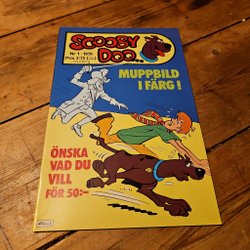 SCOOBY
DOO...
Nr 1 • 1979
MUPPBILD
I FÄRG!
ÖNSKA
VAD DU
VILL
FÖR 50:-